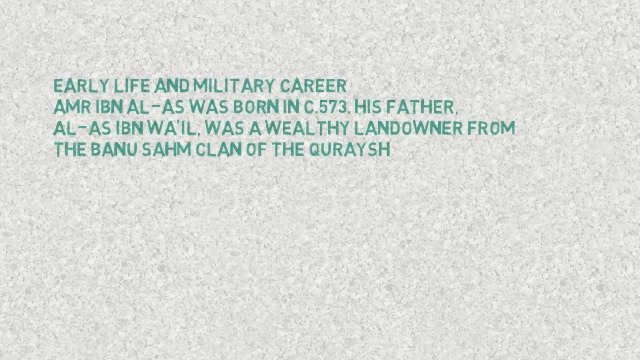 EARLY LIFE AND MILITARY CAREER
AMR IBN AL-AS WAS BORN IN C.573. HIS FATHER,
AL-AS IBN WA'IL, WAS A WEALTHY LANDOWNER FROM
THE BANU SAHM CLAN OF THE QURAYSH